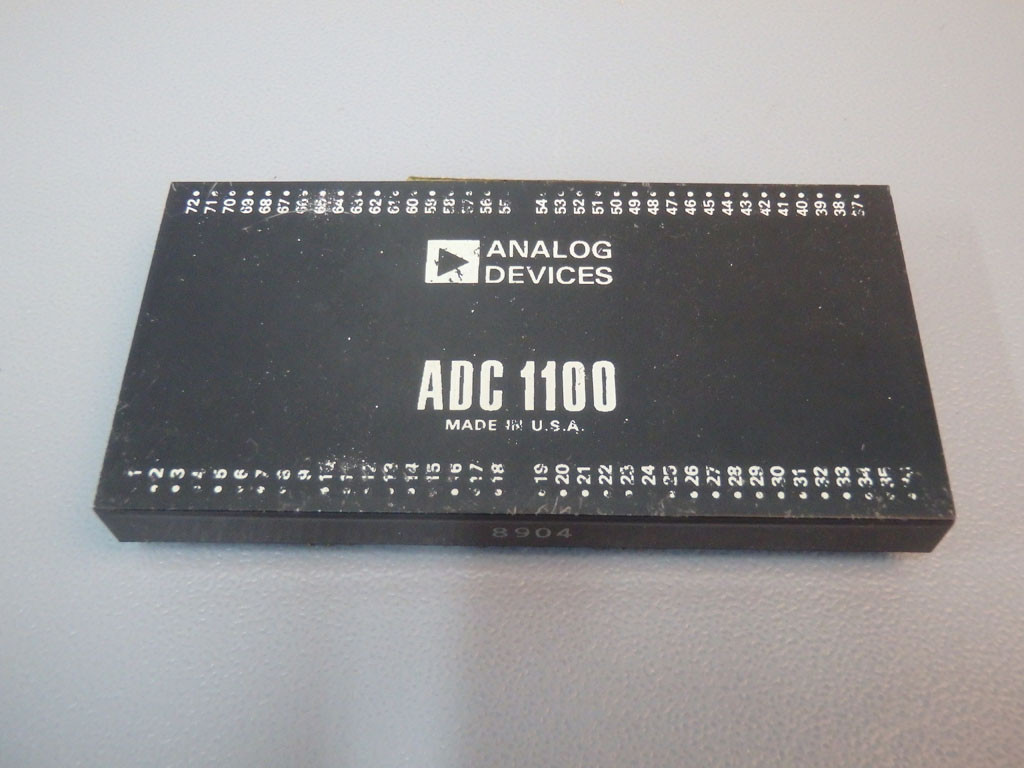 72 71 70 69 68 67 66 65 64 63 62 61 60 59 58 57 56 55 54 53 52 51 50 49 48 47 46 45 44 43 42 41 40 39 38 37
ANALOG
DEVICES
ADC 1100
MADE IN U.S.A.
1 2 3 4 5 6 7 8 9 10 11 12 13 14 15 16 17 18 19 20 21 22 23 24 25 26 27 28 29 30 31 32 33 34 35
8904